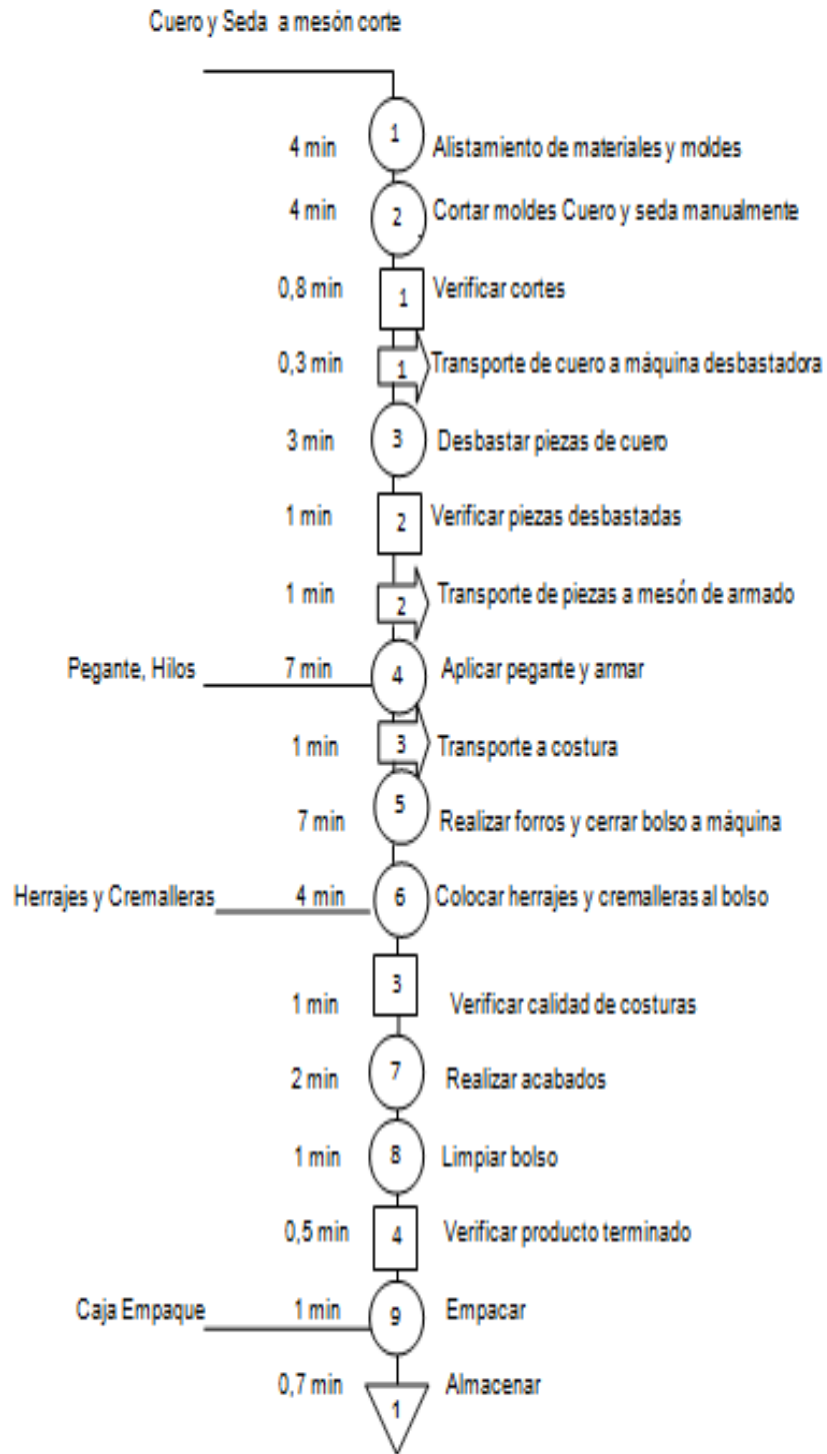 Cuero y Seda a mesón corte
4 min 1 Alistamiento de materiales y moldes
4 min 2 Cortar moldes Cuero y seda manualmente
0,8 min 1 Verificar cortes
0,3 min 1 Transporte de cuero a máquina desbastadora
3 min 3 Desbastar piezas de cuero
1 min 2 Verificar piezas desbastadas
1 min 2 Transporte de piezas a mesón de armado
Pegante, Hilos 7 min 4 Aplicar pegante y armar
1 min 3 Transporte a costura
7 min 5 Realizar forros y cerrar bolso a máquina
Herrajes y Cremalleras 4 min 6 Colocar herrajes y cremalleras al bolso
1 min 3 Verificar calidad de costuras
2 min 7 Realizar acabados
1 min 8 Limpiar bolso
0,5 min 4 Verificar producto terminado
Caja Empaque 1 min 9 Empacar
0,7 min 1 Almacenar